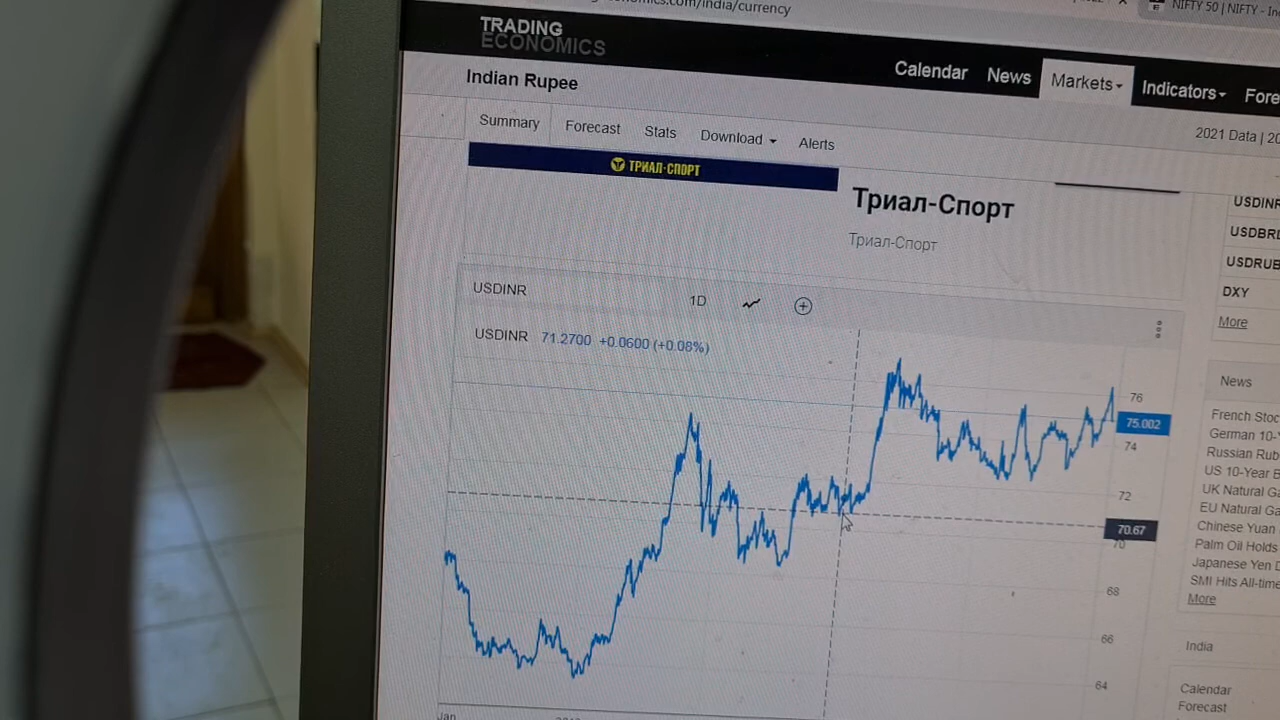 economics.com/india/currency
NIFTY 50 | NIFTY - In
TRADING
ECONOMICS
Calendar
News
Markets
Indicators
Fore
Indian Rupee
Summary
Forecast
Stats
Download
Alerts
2021 Data | 20
ТРИАЛ-СПОРТ
Триал-Спорт
Триал-Спорт
USDINR
USDBRL
USDRUB
DXY
More
USDINR
1D
USDINR 71.2700 +0.0600 (+0.08%)
76
75.002
74
72
70.67
70
68
66
64
Jan
News
French Stoc
German 10-Y
Russian Rub
US 10-Year B
UK Natural Ga
EU Natural Ga
Chinese Yuan
Palm Oil Holds
Japanese Yen D
SMI Hits All-time
More
India
Calendar
Forecast